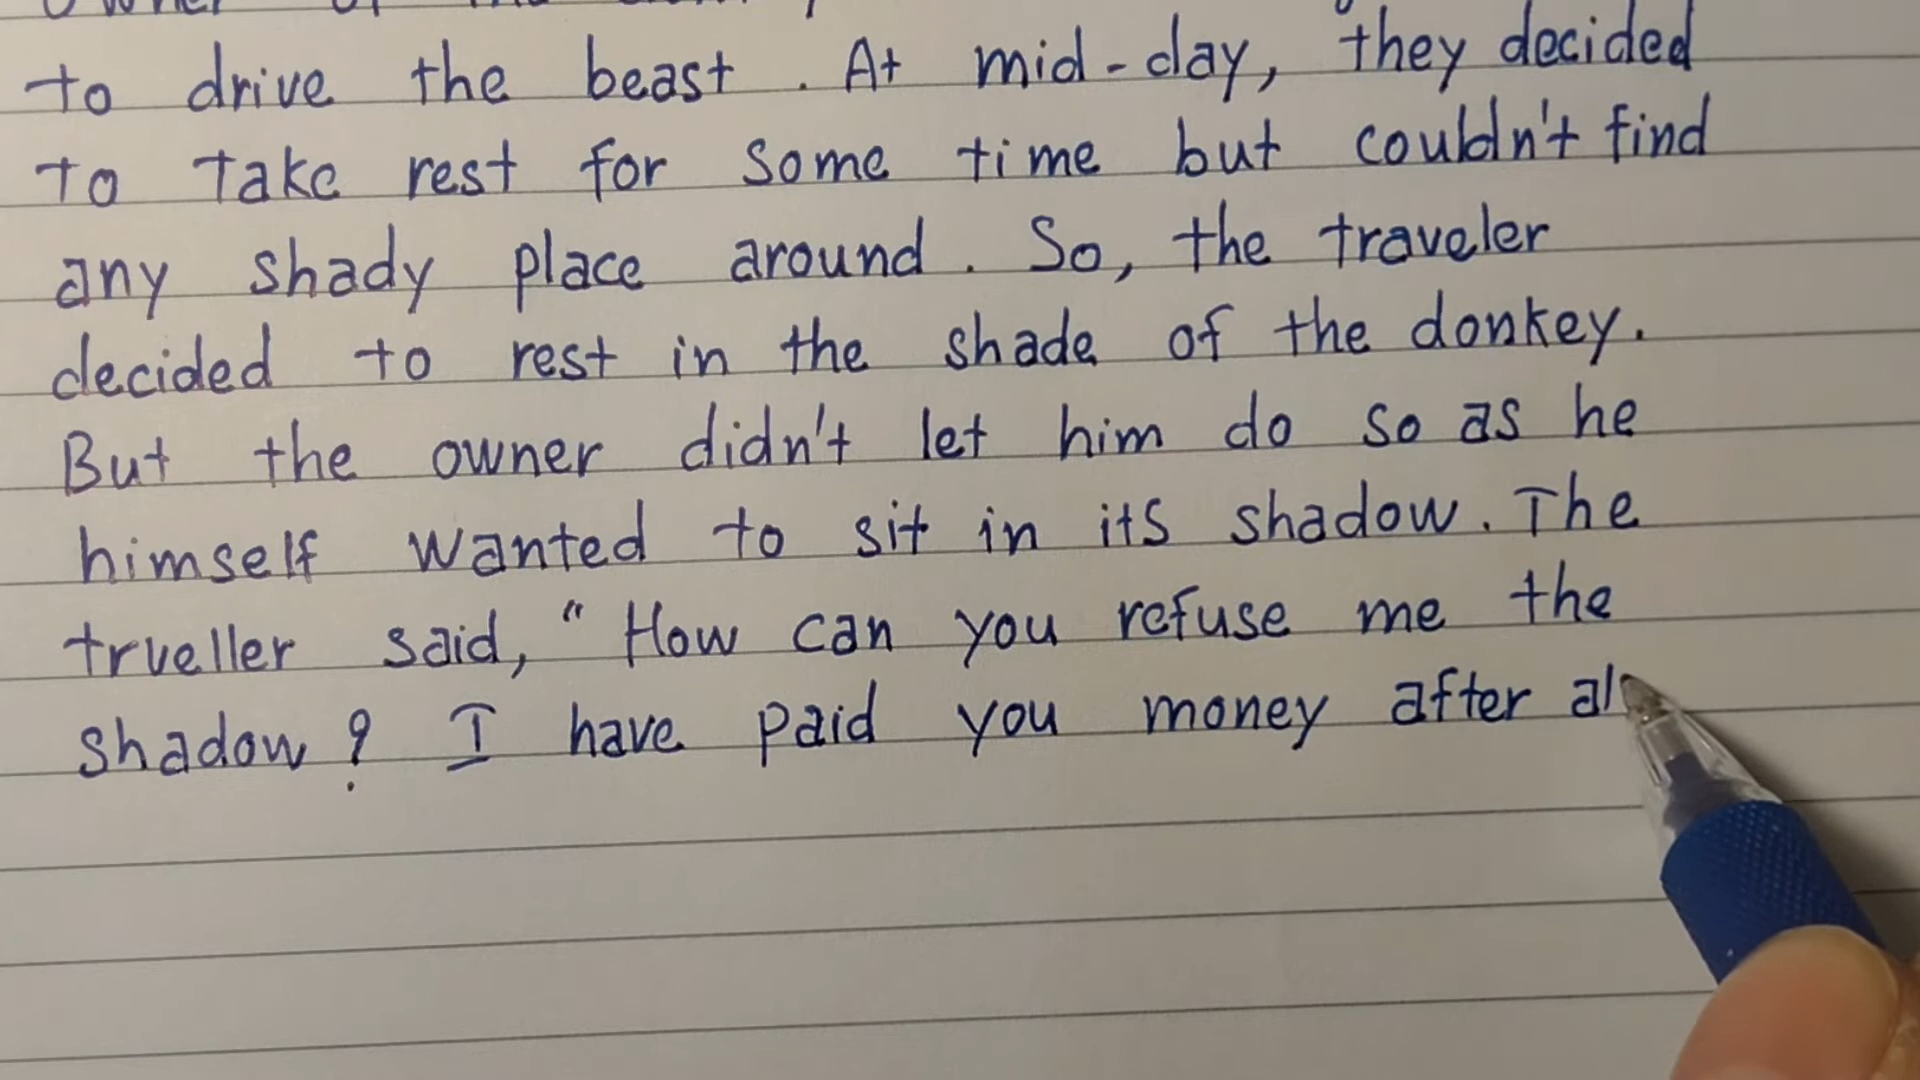 to drive the beast. At mid-day, they decided
to take rest for some time but couldn't find
any shady place around. So, the traveler
decided to rest in the shade of the donkey.
But the owner didn't let him do so as he
himself wanted to sit in its shadow. The
trveller said, "How can you refuse me the
shadow? I have paid you money after al